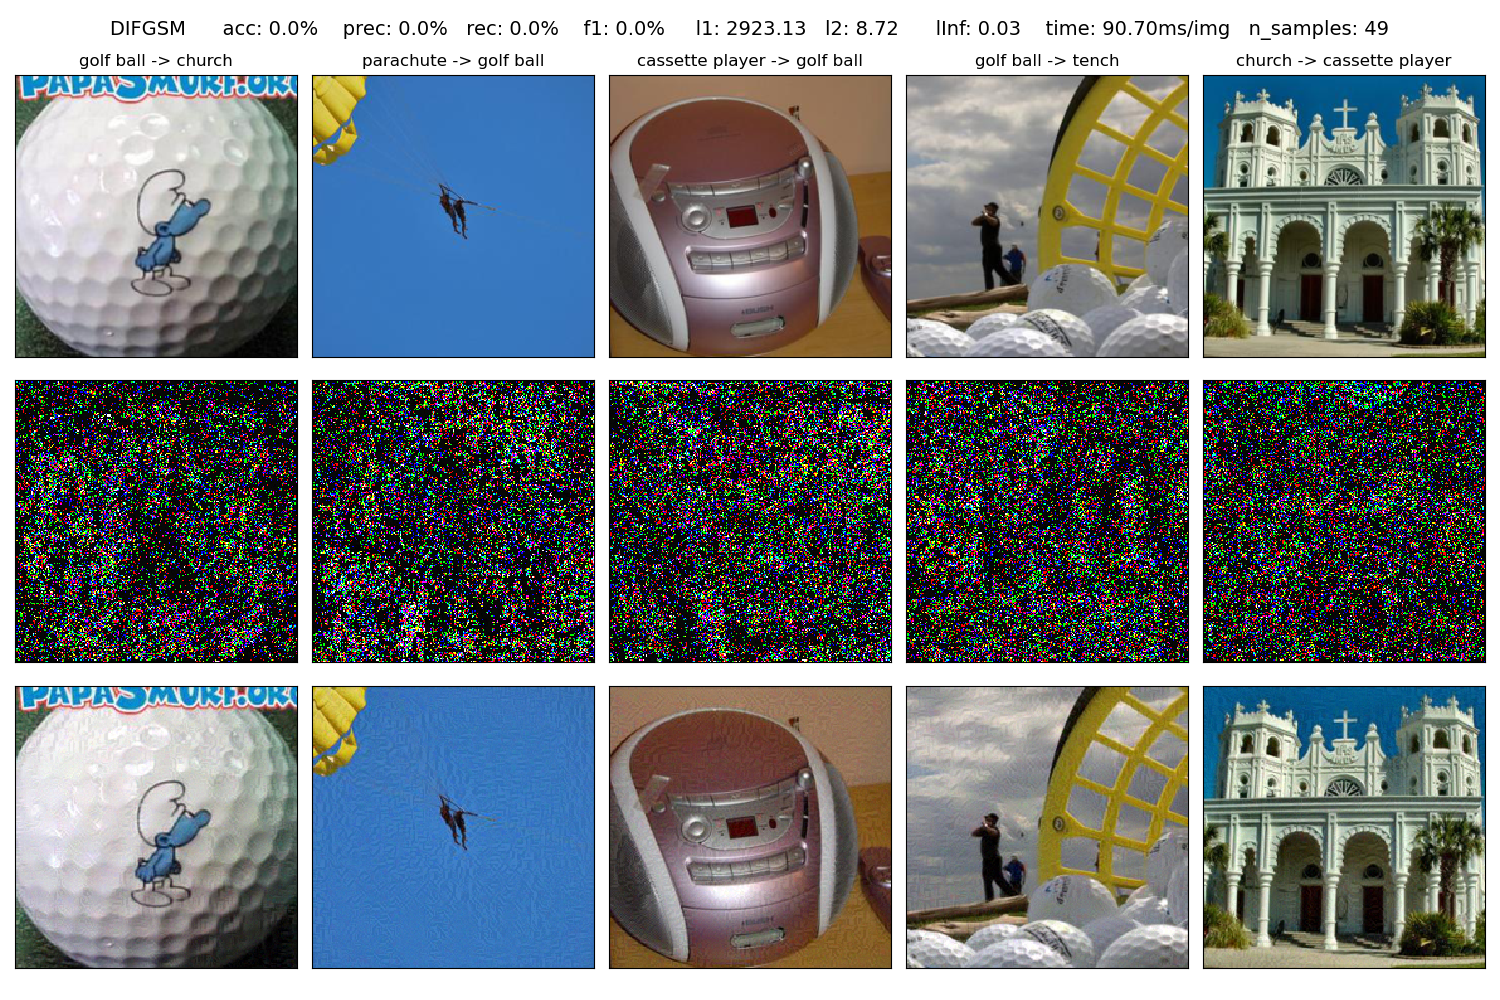 DIFGSM acc: 0.0% prec: 0.0% rec: 0.0% f1: 0.0% l1: 2923.13 l2: 8.72 lInf: 0.03 time: 90.70ms/img n_samples: 49
golf ball -> church
parachute -> golf ball
cassette player -> golf ball
golf ball -> tench
church -> cassette player
PAPASMURF.ORG
PAPASMURF.ORG